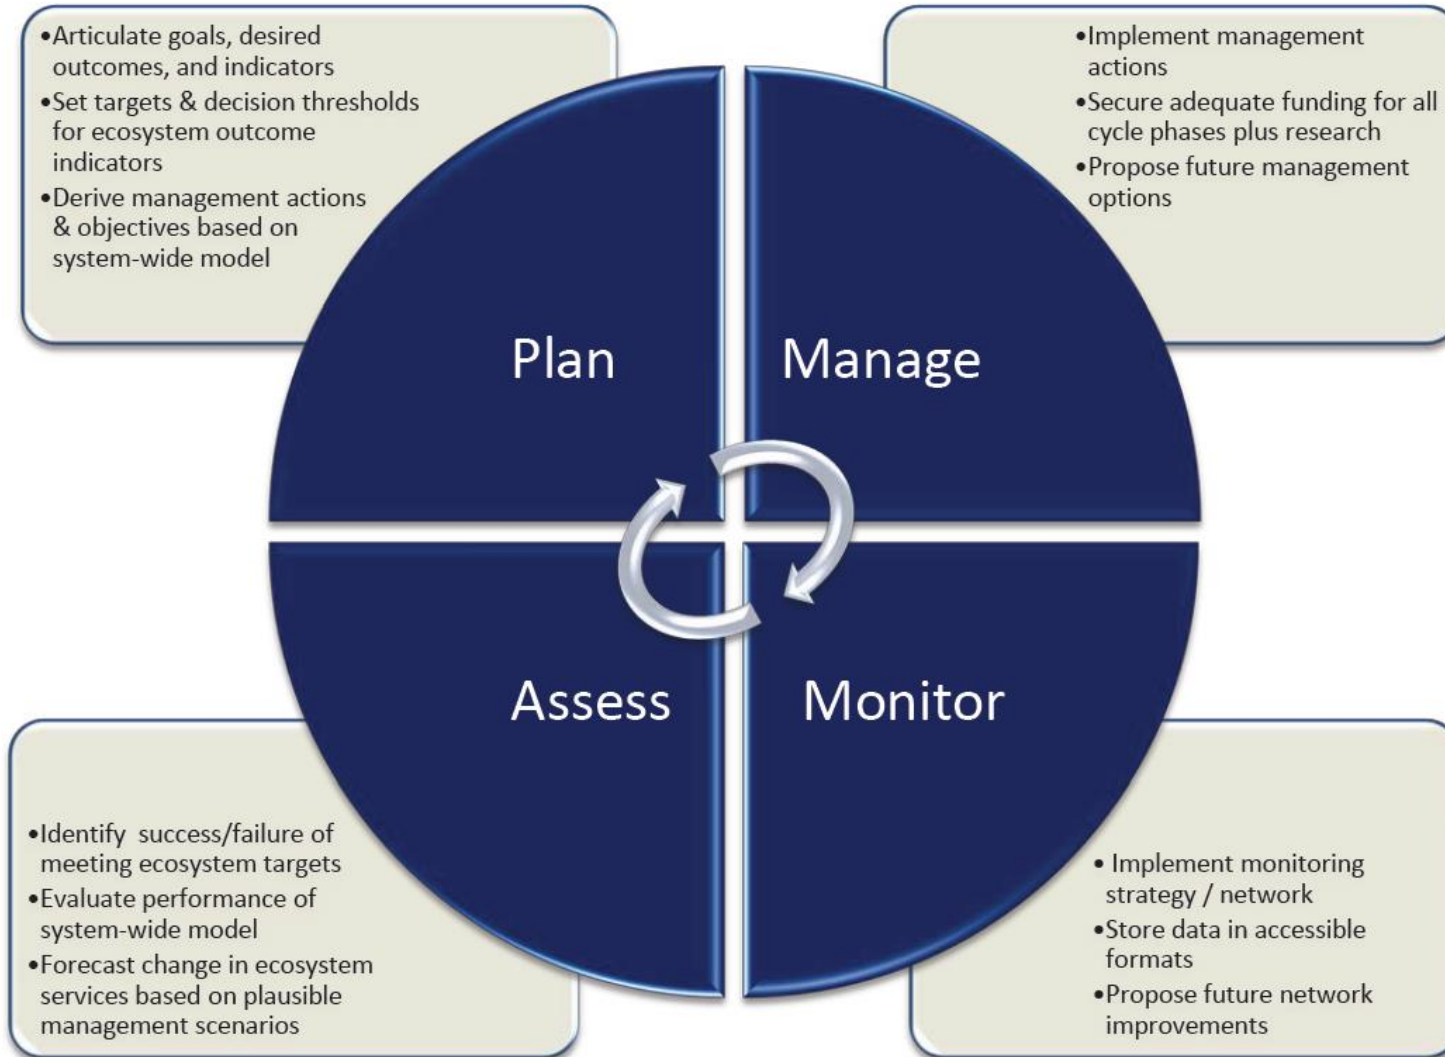 •Articulate goals, desired
outcomes, and indicators
•Set targets & decision thresholds
for ecosystem outcome
indicators
•Derive management actions
& objectives based on
system-wide model
•Implement management
actions
•Secure adequate funding for all
cycle phases plus research
•Propose future management
options
Plan
Manage
Assess
Monitor
•Identify success/failure of
meeting ecosystem targets
•Evaluate performance of
system-wide model
•Forecast change in ecosystem
services based on plausible
management scenarios
• Implement monitoring
strategy / network
•Store data in accessible
formats
•Propose future network
improvements